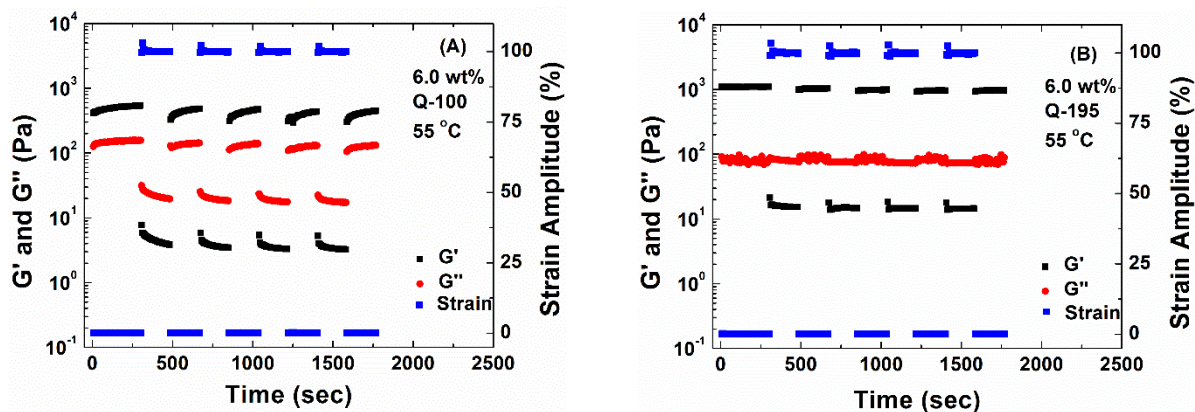 (A)
6.0 wt%
Q-100
55 °C
G' and G'' (Pa)
10⁴
10³
10²
10¹
10⁰
10⁻¹
Strain Amplitude (%)
100
75
50
25
0
G'
G''
Strain
0 500 1000 1500 2000 2500
Time (sec)
(B)
6.0 wt%
Q-195
55 °C
G' and G'' (Pa)
10⁴
10³
10²
10¹
10⁰
10⁻¹
Strain Amplitude (%)
100
75
50
25
0
G'
G''
Strain
0 500 1000 1500 2000 2500
Time (sec)